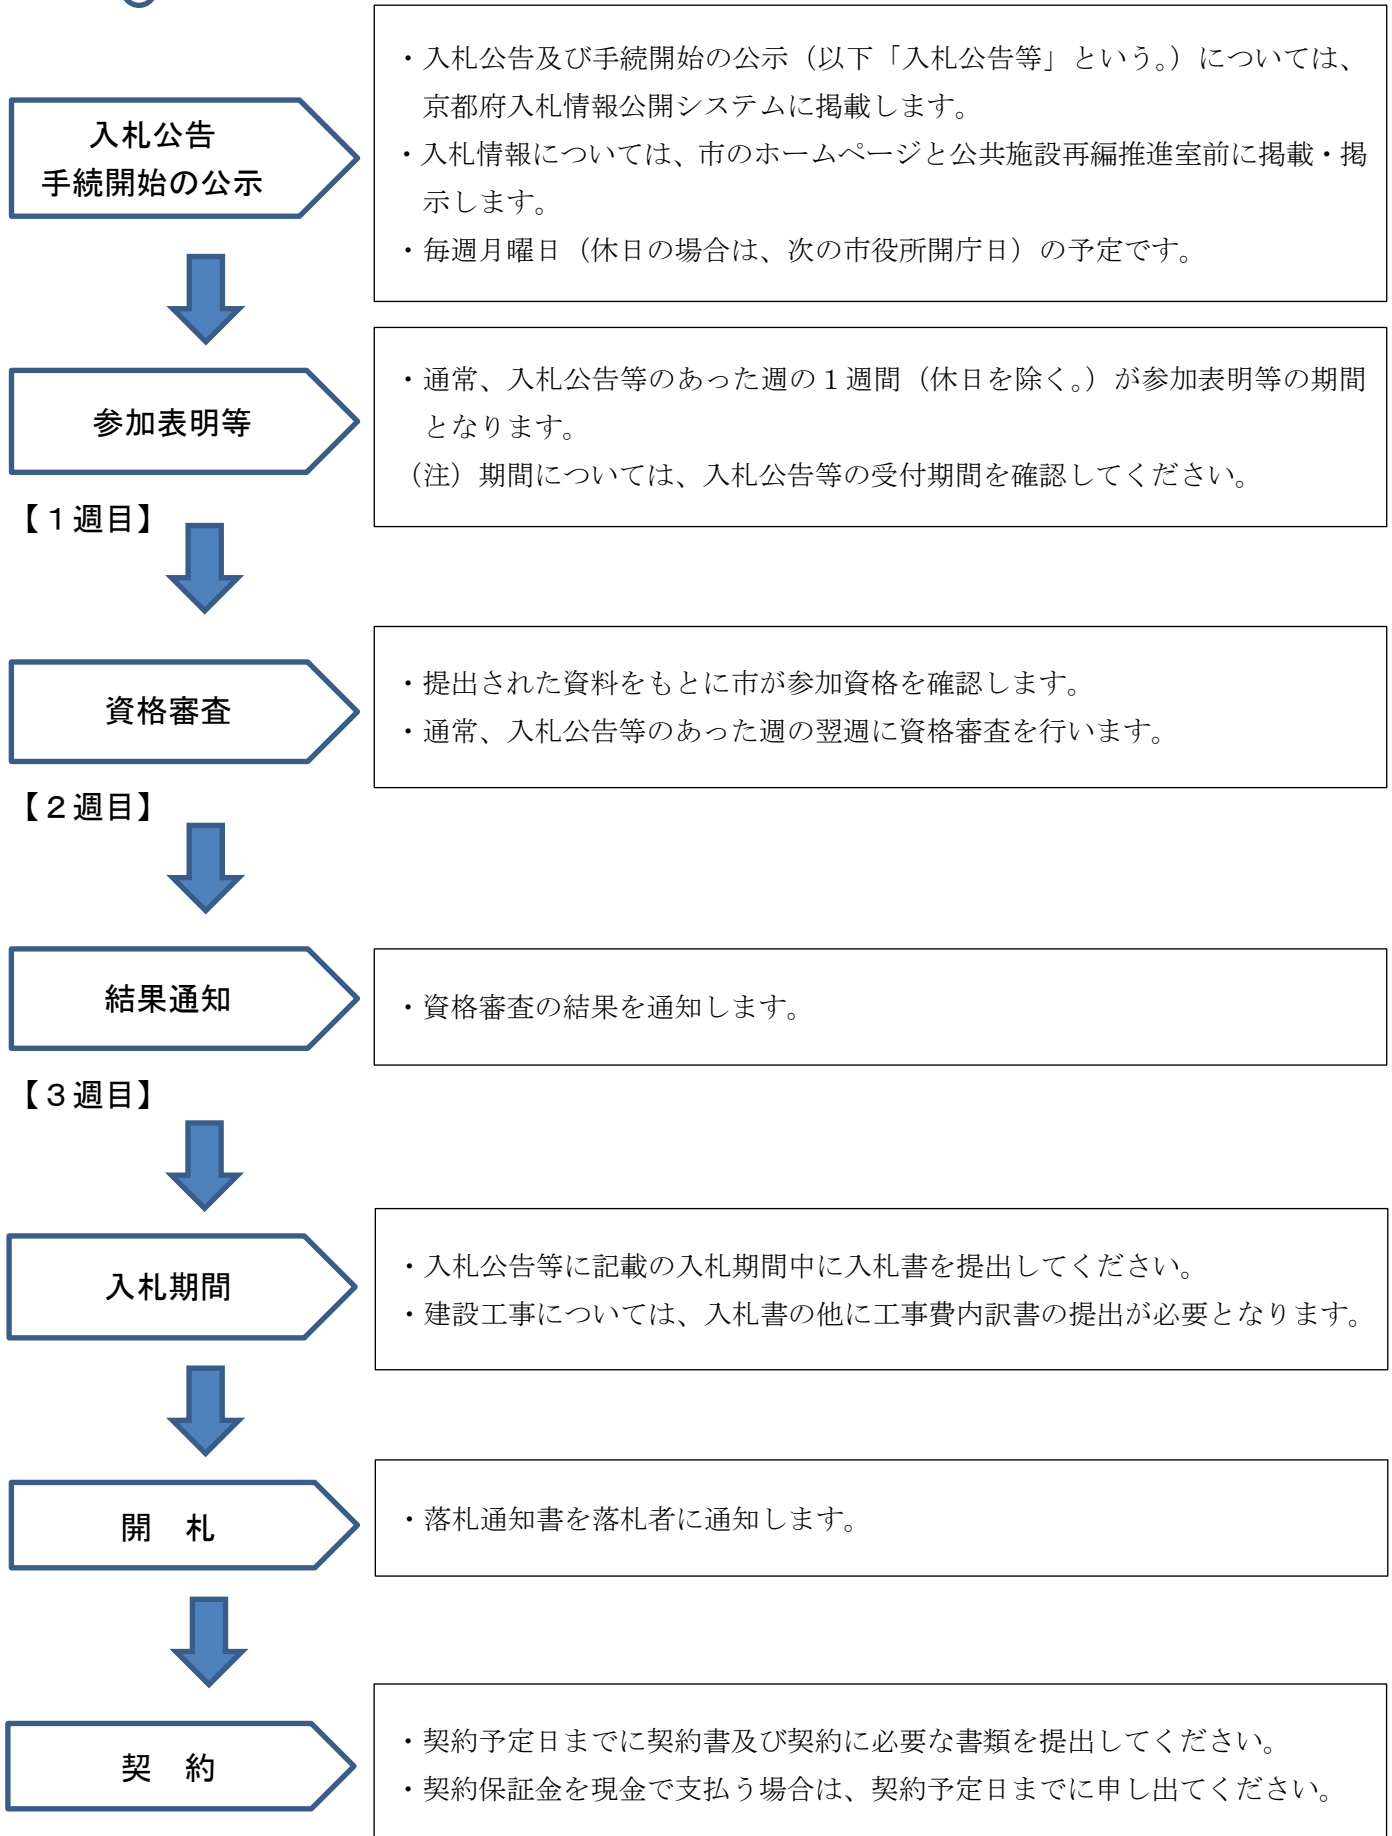 入札公告
手続開始の公示
・入札公告及び手続開始の公示（以下「入札公告等」という。）については、
京都府入札情報公開システムに掲載します。
・入札情報については、市のホームページと公共施設再編推進室前に掲載・掲
示します。
・毎週月曜日（休日の場合は、次の市役所開庁日）の予定です。
参加表明等
・通常、入札公告等のあった週の１週間（休日を除く。）が参加表明等の期間
となります。
（注）期間については、入札公告等の受付期間を確認してください。
【１週目】
資格審査
・提出された資料をもとに市が参加資格を確認します。
・通常、入札公告等のあった週の翌週に資格審査を行います。
【２週目】
結果通知
・資格審査の結果を通知します。
【３週目】
入札期間
・入札公告等に記載の入札期間中に入札書を提出してください。
・建設工事については、入札書の他に工事費内訳書の提出が必要となります。
開　札
・落札通知書を落札者に通知します。
契　約
・契約予定日までに契約書及び契約に必要な書類を提出してください。
・契約保証金を現金で支払う場合は、契約予定日までに申し出てください。